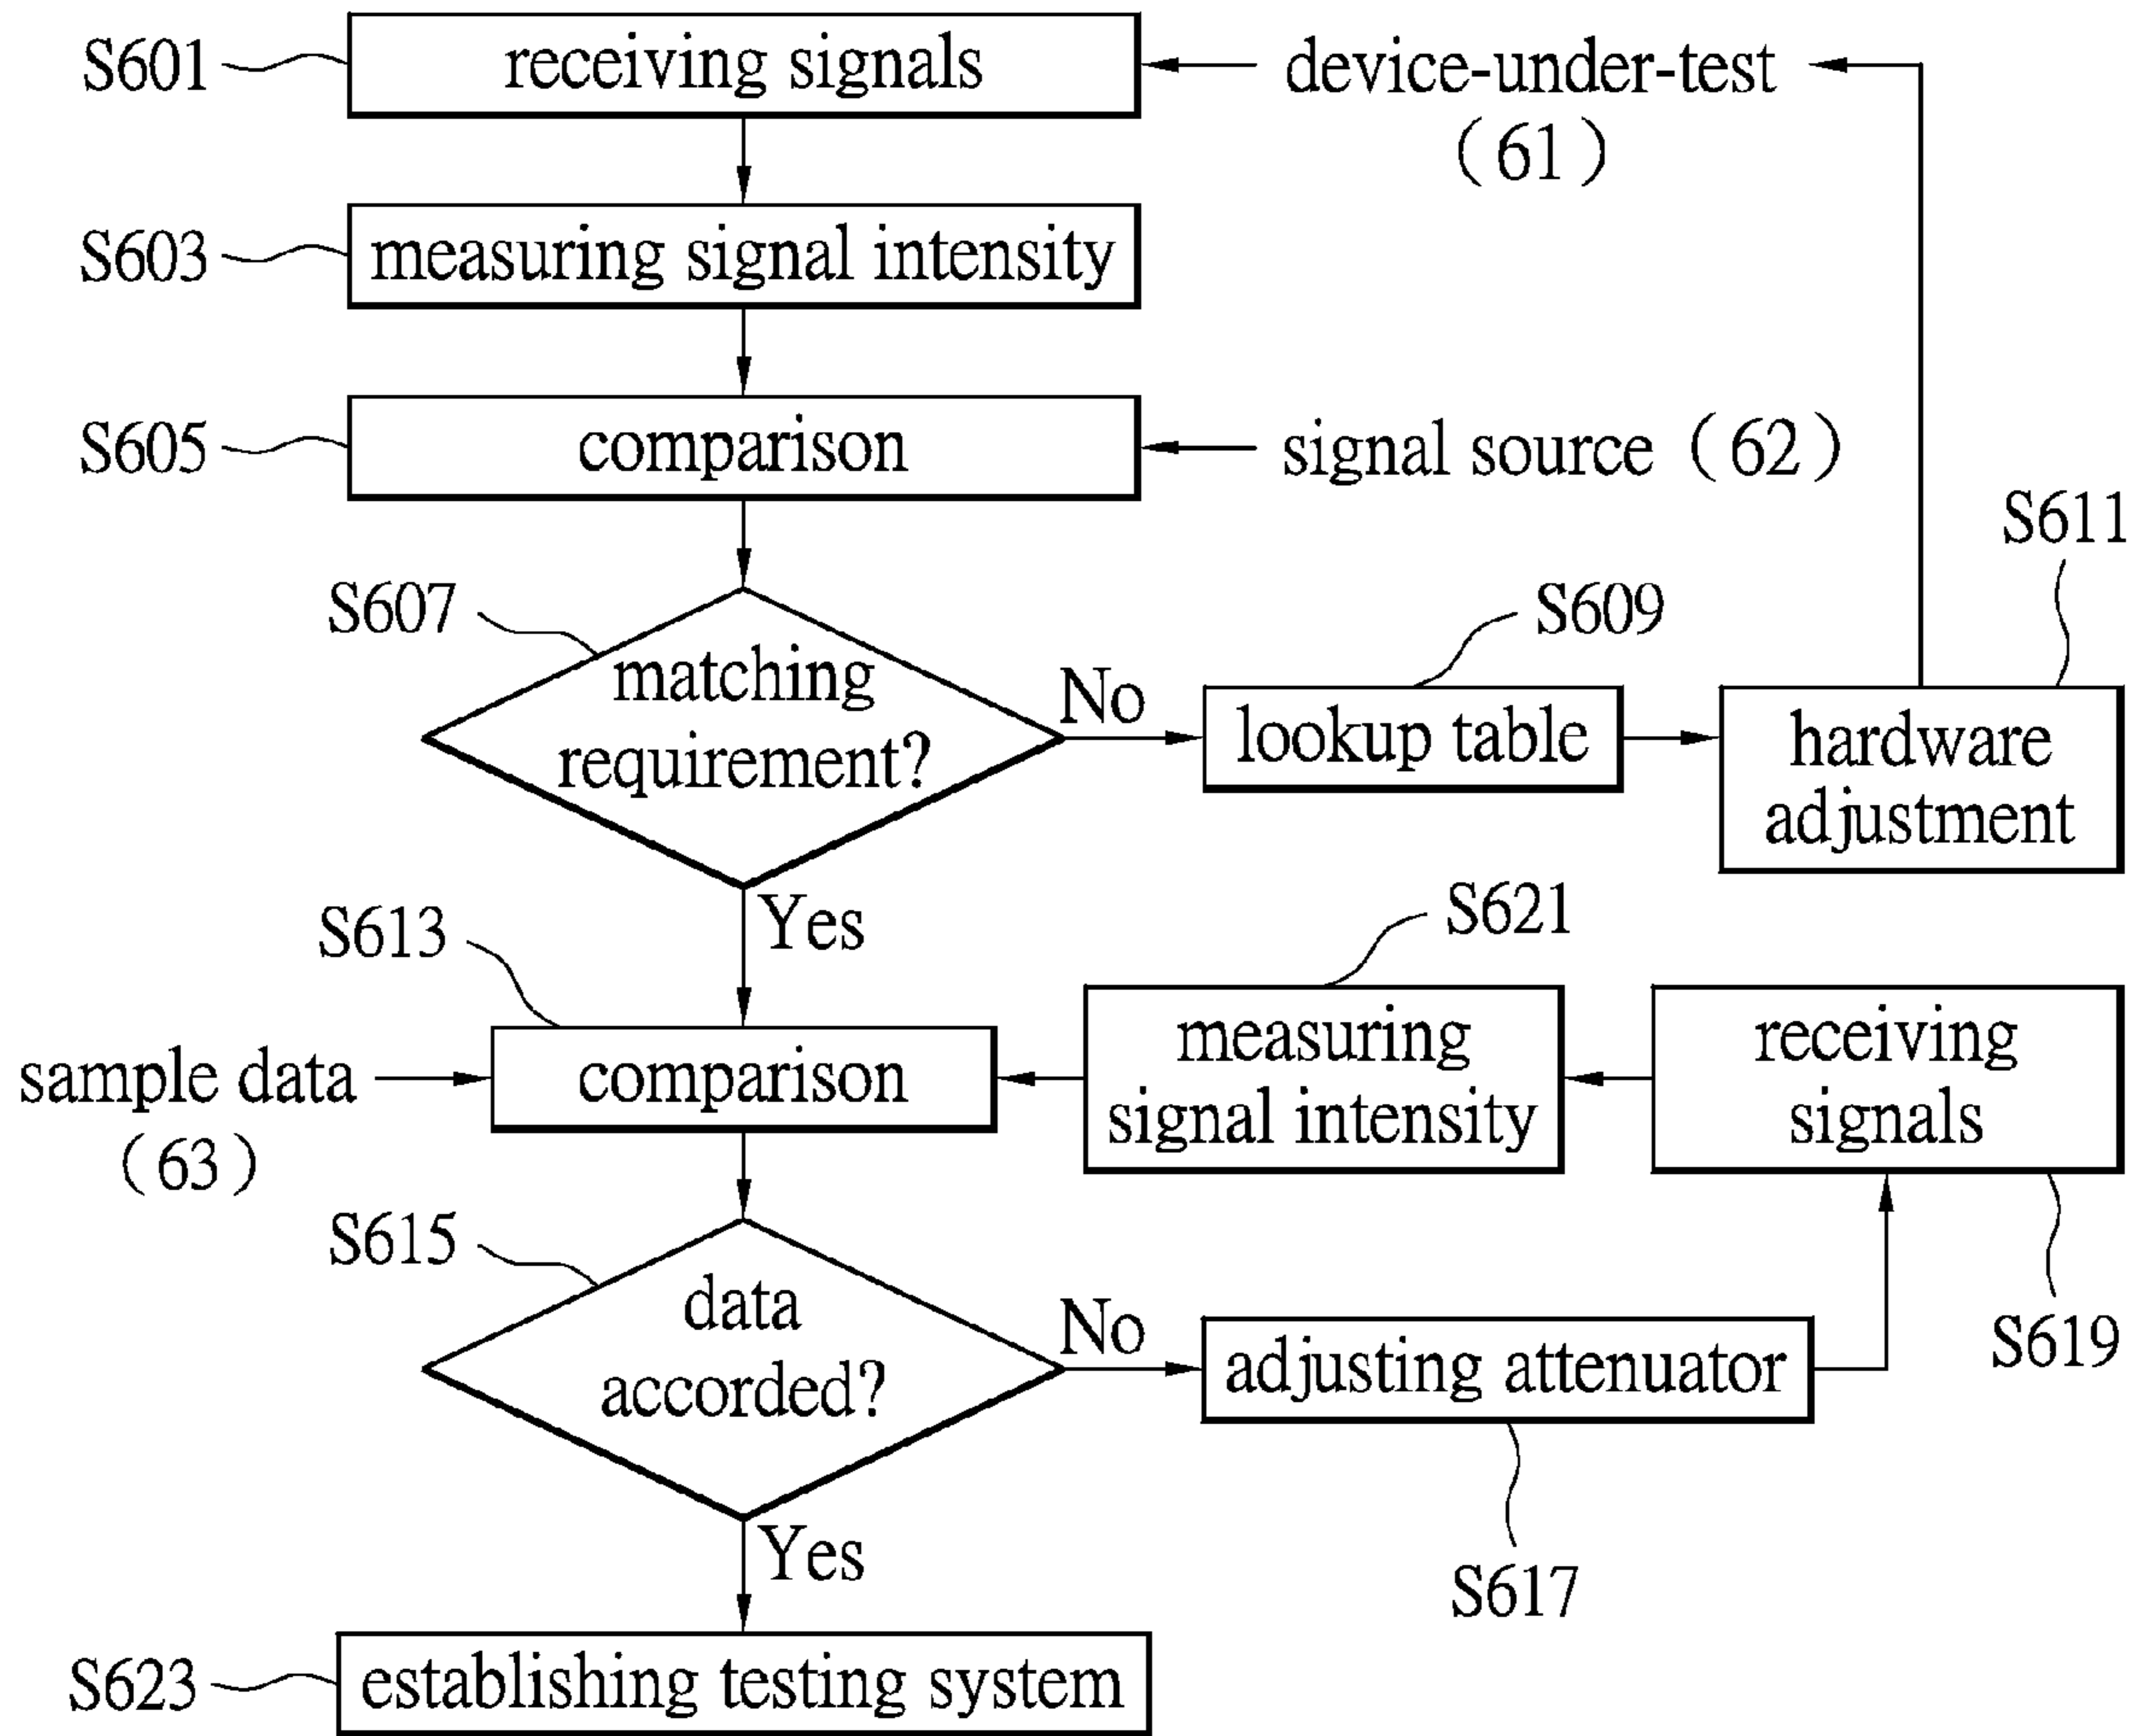 S601
receiving signals
device-under-test
(61)
S603
measuring signal intensity
S605
comparison
signal source (62)
S611
S607
matching
requirement?
No
S609
lookup table
hardware
adjustment
Yes
S613
S621
sample data
(63)
comparison
measuring
signal intensity
receiving
signals
S615
data
accorded?
No
adjusting attenuator
S619
Yes
S617
S623
establishing testing system